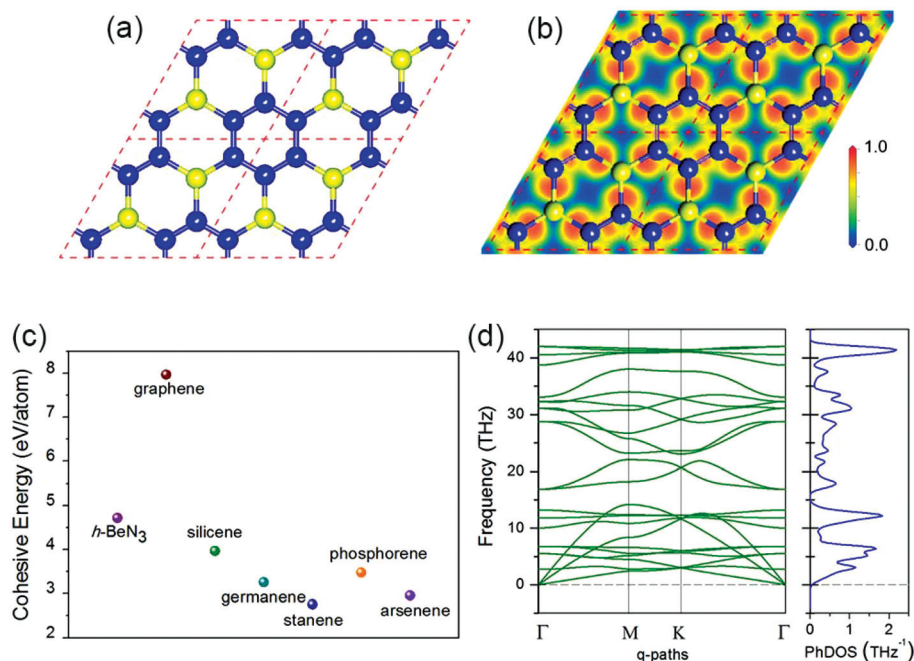 (a)
(b)
1.0
0.0
(c)
Cohesive Energy (eV/atom)
8
7
6
5
4
3
2
graphene
h-BeN3
silicene
germanene
stanene
phosphorene
arsenene
(d)
Frequency (THz)
40
30
20
10
0
Γ M K Γ
q-paths
0 1 2
PhDOS (THz⁻¹)